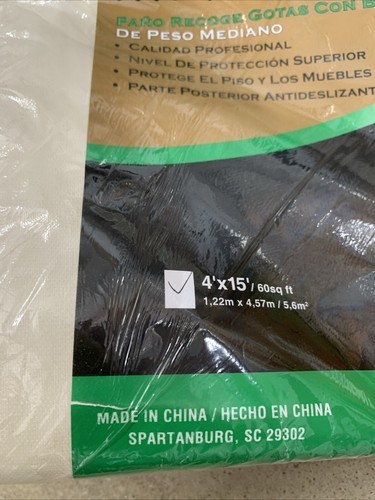 PAÑO RECOGE GOTAS CON
DE PESO MEDIANO
• CALIDAD PROFESIONAL
• NIVEL DE PROTECCIÓN SUPERIOR
• PROTEGE EL PISO Y LOS MUEBLES
• PARTE POSTERIOR ANTIDESLIZANT
4'x15' / 60sq ft
1,22m x 4,57m / 5,6m²
MADE IN CHINA / HECHO EN CHINA
SPARTANBURG, SC 29302